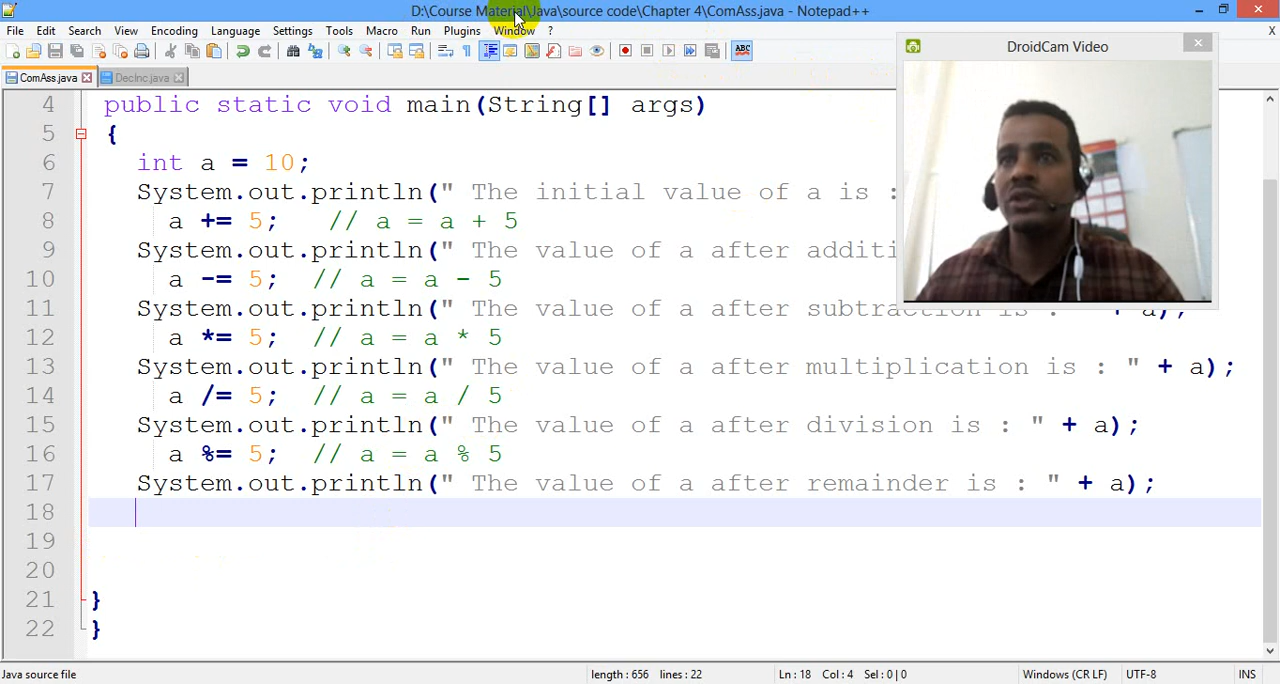 D:\Course Material\Java\source code\Chapter 4\ComAss.java - Notepad++
File Edit Search View Encoding Language Settings Tools Macro Run Plugins Window ? X
ABC
DroidCam Video
ComAss.java DecInc.java
4 public static void main(String[] args)
5 {
6 int a = 10;
7 System.out.println(" The initial value of a is :
8 a += 5; // a = a + 5
9 System.out.println(" The value of a after additi
10 a -= 5; // a = a - 5
11 System.out.println(" The value of a after subtraction is : " + a);
12 a *= 5; // a = a * 5
13 System.out.println(" The value of a after multiplication is : " + a);
14 a /= 5; // a = a / 5
15 System.out.println(" The value of a after division is : " + a);
16 a %= 5; // a = a % 5
17 System.out.println(" The value of a after remainder is : " + a);
18
19
20
21 }
22 }
Java source file length : 656 lines : 22 Ln : 18 Col : 4 Sel : 0 | 0 Windows (CR LF) UTF-8 INS